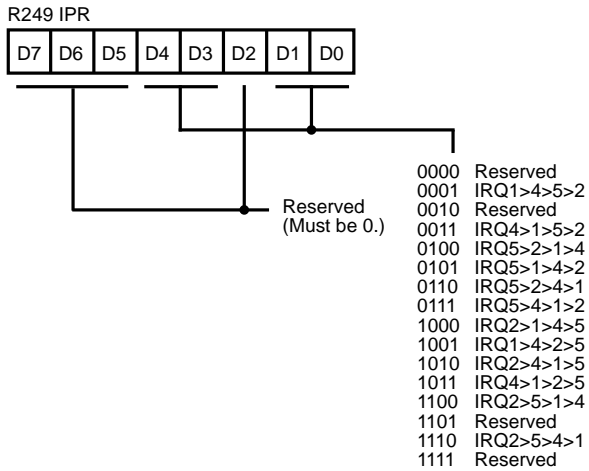 R249 IPR
D7 D6 D5 D4 D3 D2 D1 D0
Reserved
(Must be 0.)
0000 Reserved
0001 IRQ1>4>5>2
0010 Reserved
0011 IRQ4>1>5>2
0100 IRQ5>2>1>4
0101 IRQ5>1>4>2
0110 IRQ5>2>4>1
0111 IRQ5>4>1>2
1000 IRQ2>1>4>5
1001 IRQ1>4>2>5
1010 IRQ2>4>1>5
1011 IRQ4>1>2>5
1100 IRQ2>5>1>4
1101 Reserved
1110 IRQ2>5>4>1
1111 Reserved